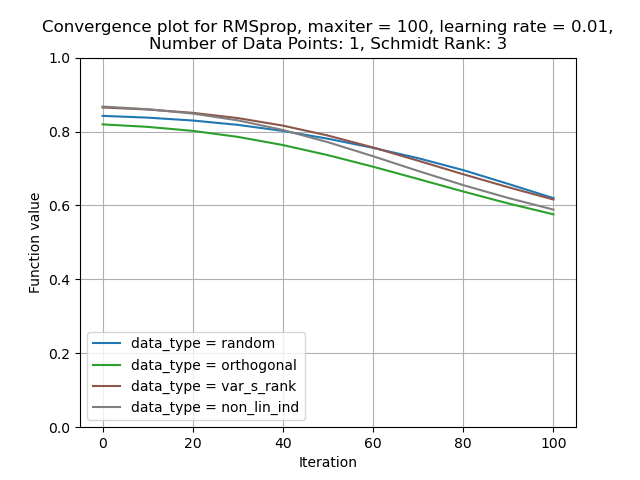 Convergence plot for RMSprop, maxiter = 100, learning rate = 0.01,
Number of Data Points: 1, Schmidt Rank: 3
1.0
0.8
0.6
0.4
0.2
0.0
Function value
data_type = random
data_type = orthogonal
data_type = var_s_rank
data_type = non_lin_ind
0 20 40 60 80 100
Iteration